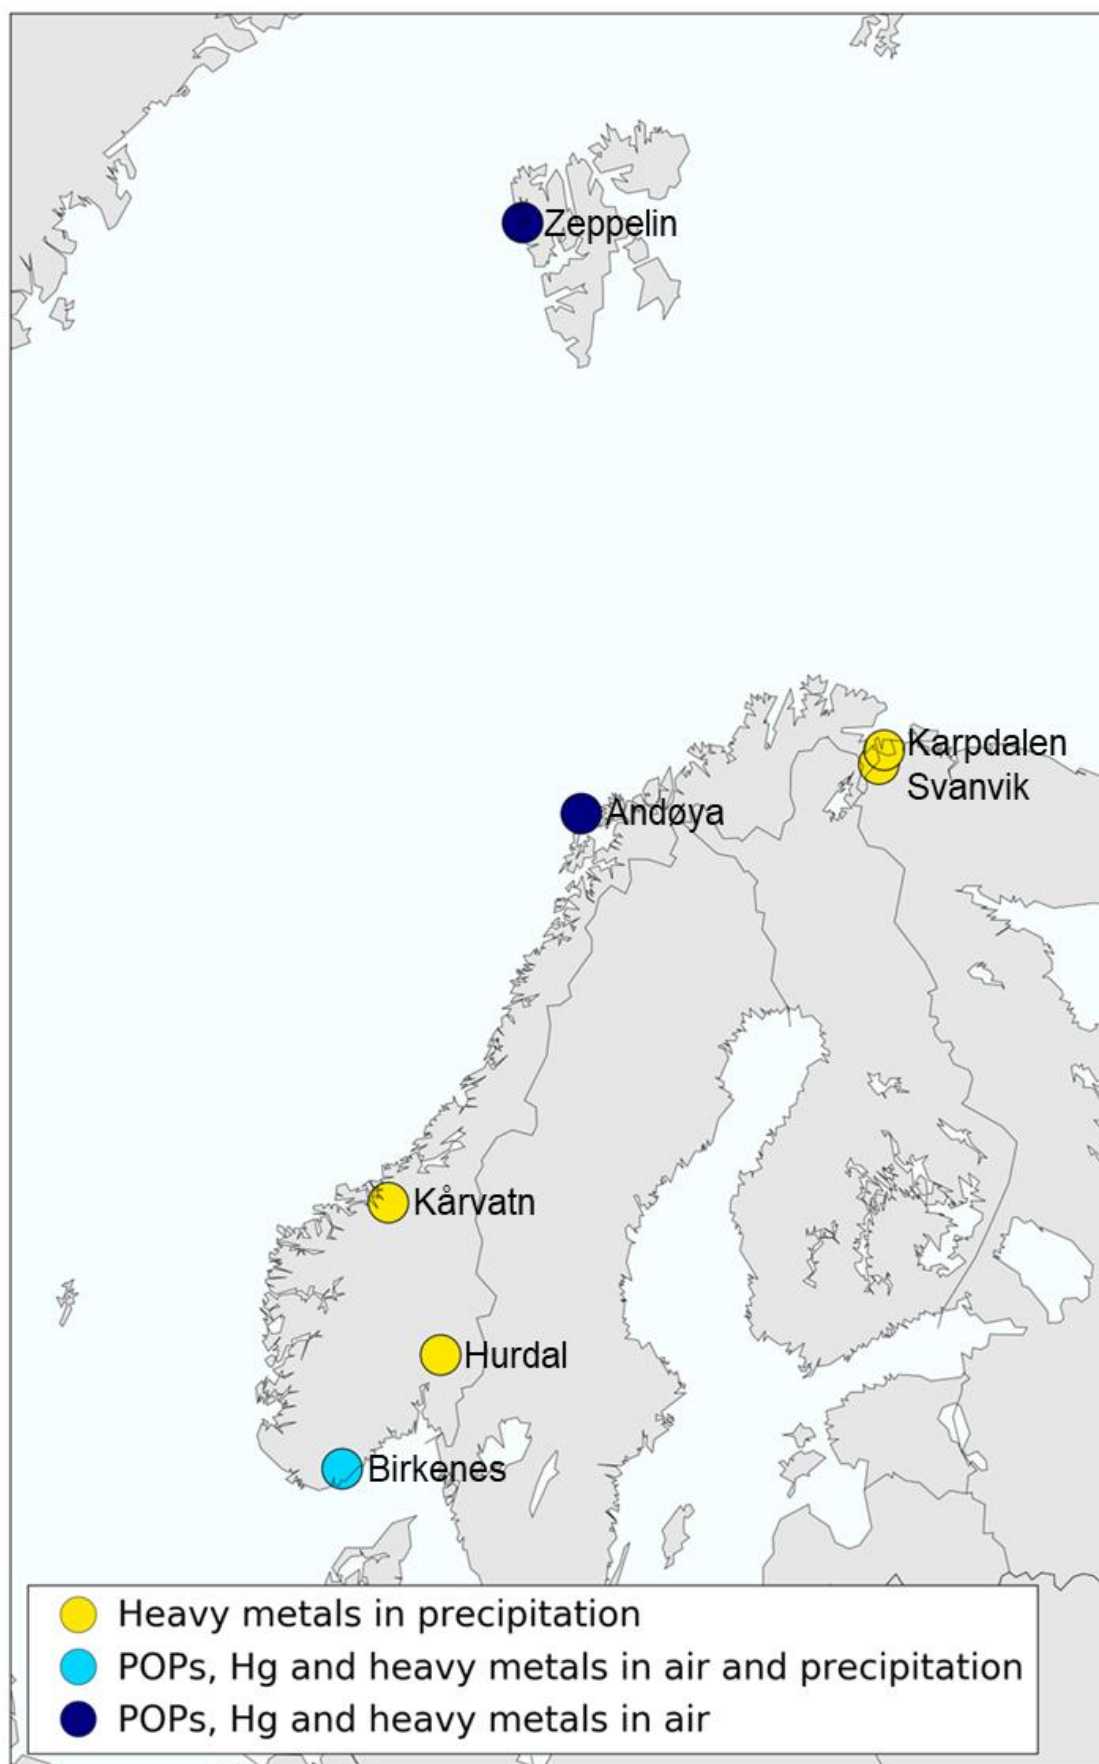 Zeppelin
Karpdalen
Svanvik
Andøya
Kårvatn
Hurdal
Birkenes
Heavy metals in precipitation
POPs, Hg and heavy metals in air and precipitation
POPs, Hg and heavy metals in air